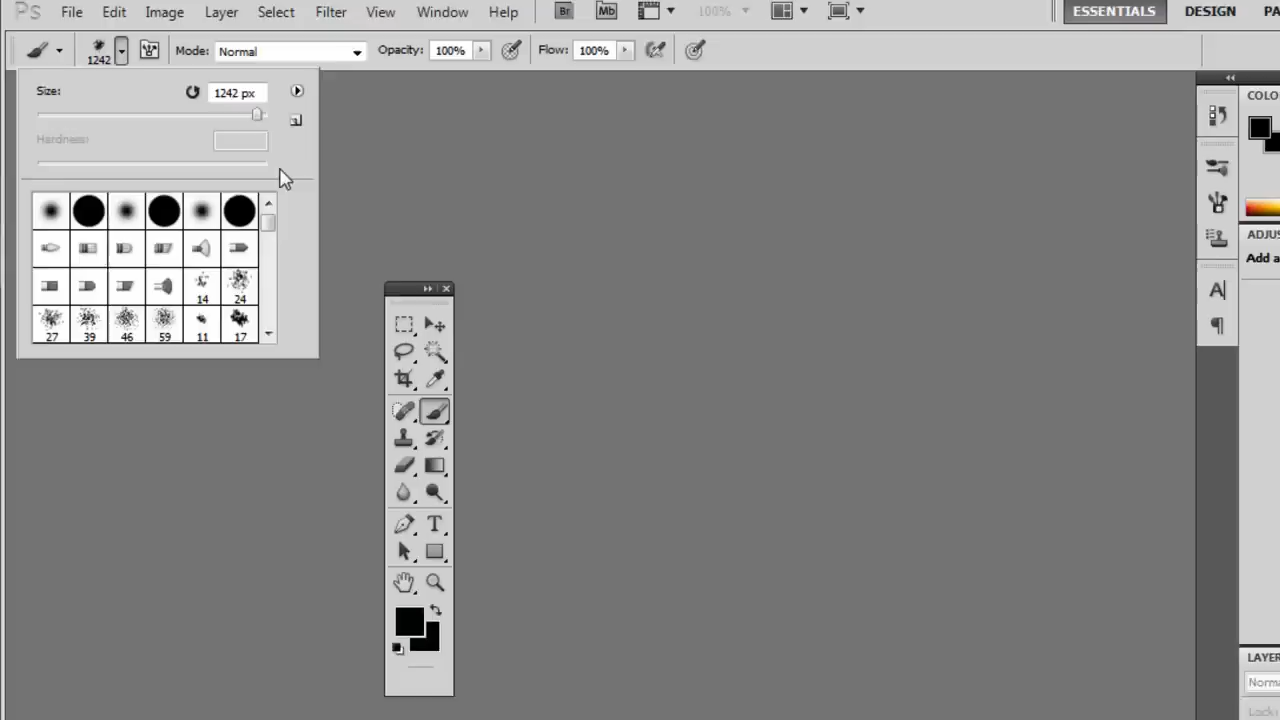 Ps File Edit Image Layer Select Filter View Window Help Br Mb 100% ESSENTIALS DESIGN PA
1242 Mode: Normal Opacity: 100% Flow: 100%
Size: 1242 px
Hardness:
14 24
27 39 46 59 11 17
T
A
COLO
ADJUS
Add a
LAYER
Norma
Lock: